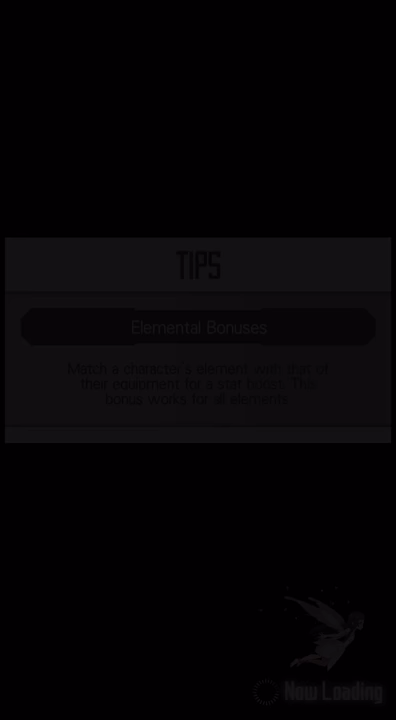 TIPS
Elemental Bonuses
Match a character's element with that of
their equipment for a stat boost. This
bonus works for all elements.
Now Loading